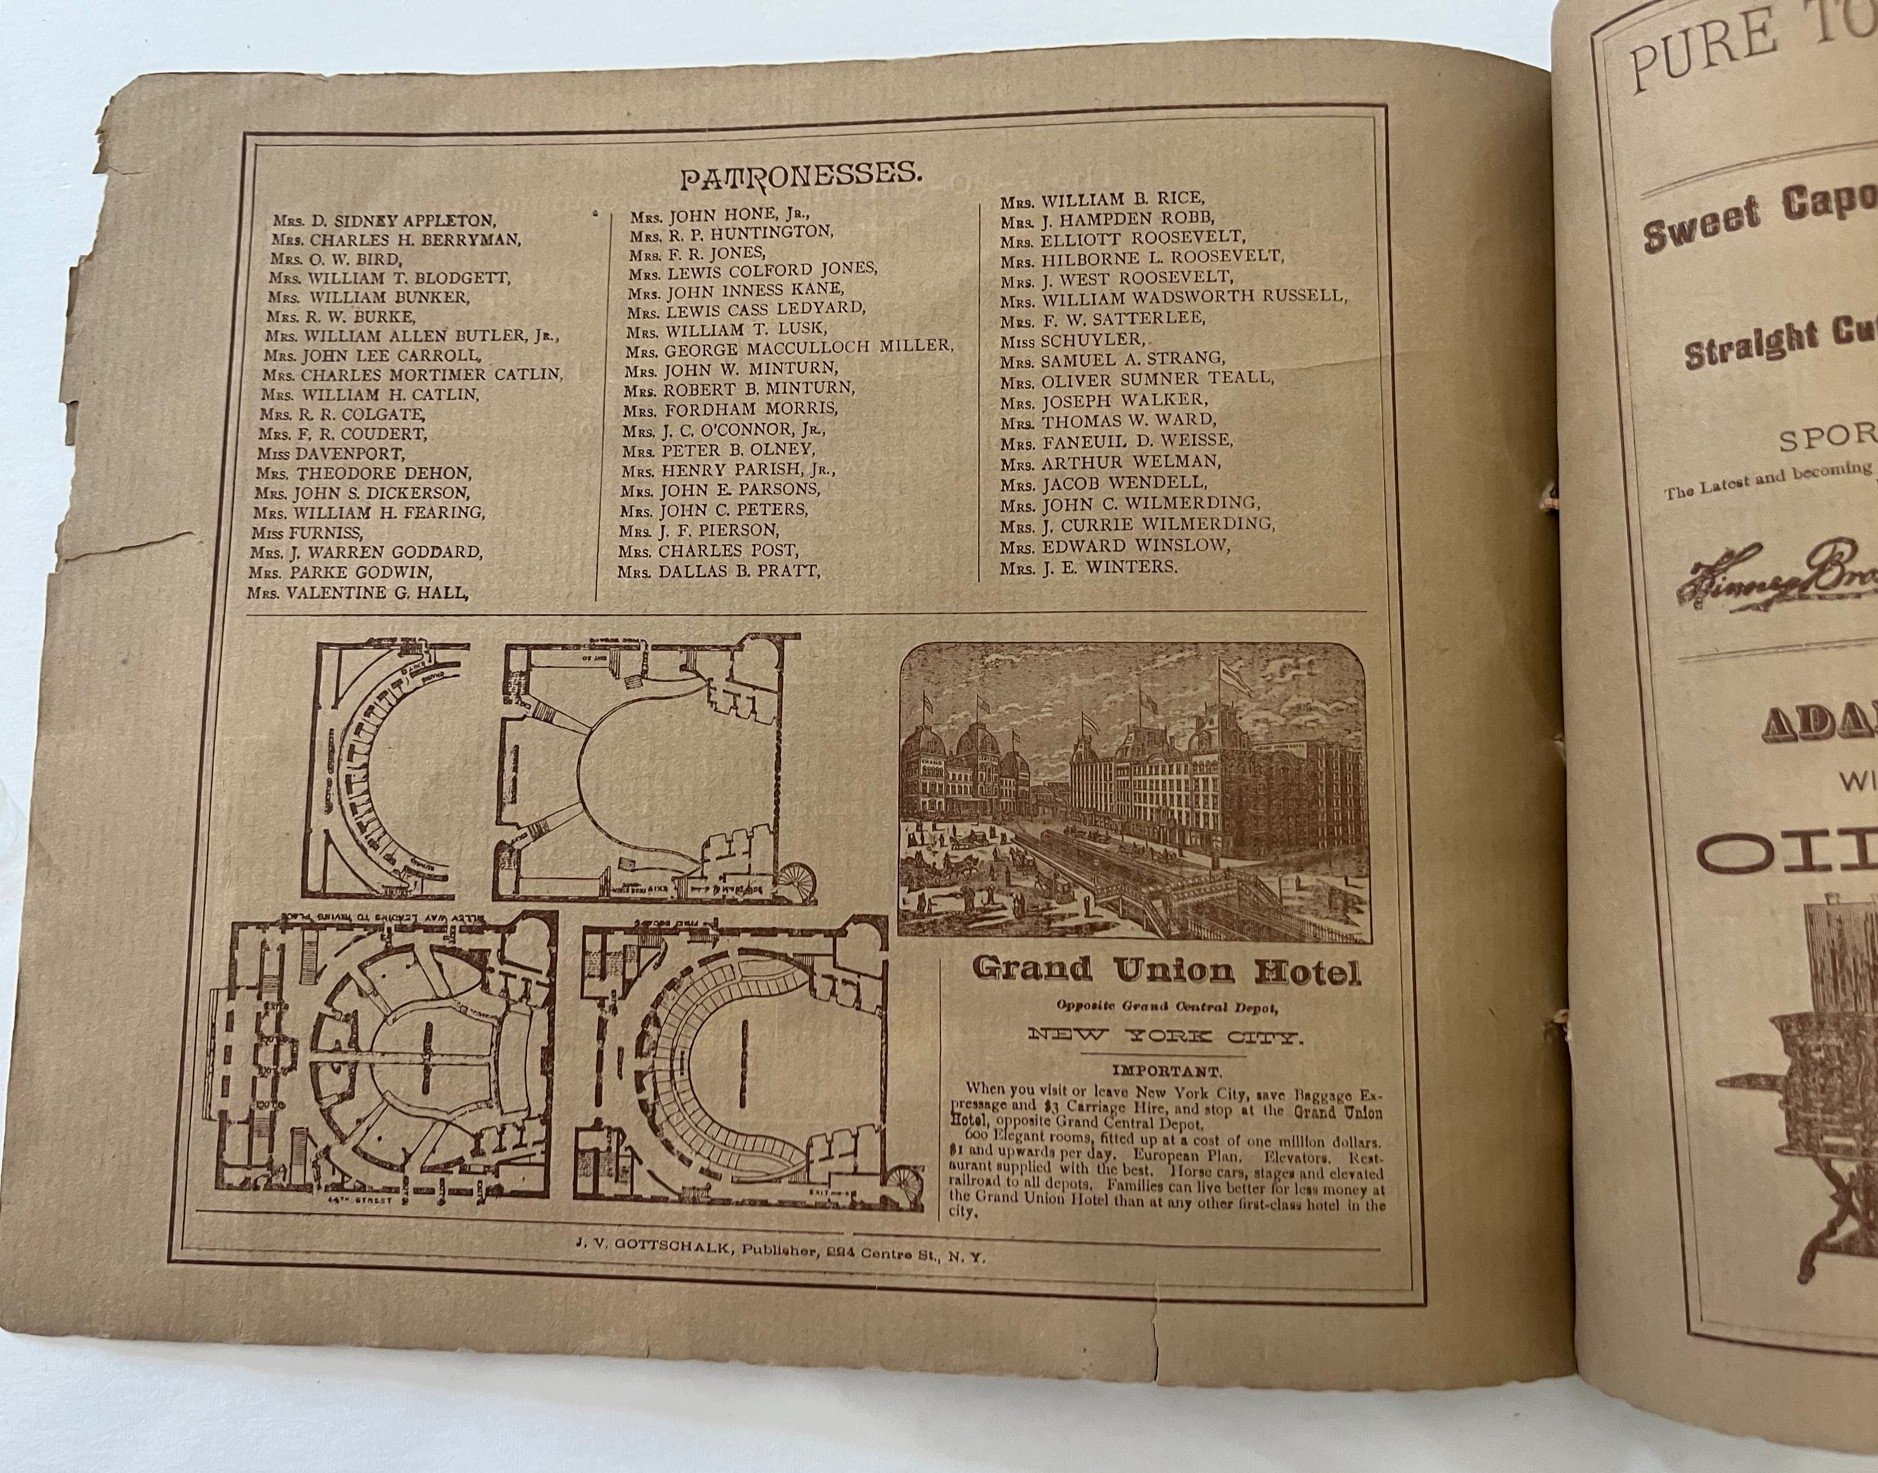 PATRONESSES.
Mrs. D. SIDNEY APPLETON,
Mrs. CHARLES H. BERRYMAN,
Mrs. O. W. BIRD,
Mrs. WILLIAM T. BLODGETT,
Mrs. WILLIAM BUNKER,
Mrs. R. W. BURKE,
Mrs. WILLIAM ALLEN BUTLER, Jr.,
Mrs. JOHN LEE CARROLL,
Mrs. CHARLES MORTIMER CATLIN,
Mrs. WILLIAM H. CATLIN,
Mrs. R. R. COLGATE,
Mrs. F. R. COUDERT,
Miss DAVENPORT,
Mrs. THEODORE DEHON,
Mrs. JOHN S. DICKERSON,
Mrs. WILLIAM H. FEARING,
Miss FURNISS,
Mrs. J. WARREN GODDARD,
Mrs. PARKE GODWIN,
Mrs. VALENTINE G. HALL,
Mrs. JOHN HONE, Jr.,
Mrs. R. P. HUNTINGTON,
Mrs. F. R. JONES,
Mrs. LEWIS COLFORD JONES,
Mrs. JOHN INNESS KANE,
Mrs. LEWIS CASS LEDYARD,
Mrs. WILLIAM T. LUSK,
Mrs. GEORGE MACCULLOCH MILLER,
Mrs. JOHN W. MINTURN,
Mrs. ROBERT B. MINTURN,
Mrs. FORDHAM MORRIS,
Mrs. J. C. O'CONNOR, Jr.,
Mrs. PETER B. OLNEY,
Mrs. HENRY PARISH, Jr.,
Mrs. JOHN E. PARSONS,
Mrs. JOHN C. PETERS,
Mrs. J. F. PIERSON,
Mrs. CHARLES POST,
Mrs. DALLAS B. PRATT,
Mrs. WILLIAM B. RICE,
Mrs. J. HAMPDEN ROBB,
Mrs. ELLIOTT ROOSEVELT,
Mrs. HILBORNE L. ROOSEVELT,
Mrs. J. WEST ROOSEVELT,
Mrs. WILLIAM WADSWORTH RUSSELL,
Mrs. F. W. SATTERLEE,
Miss SCHUYLER,
Mrs. SAMUEL A. STRANG,
Mrs. OLIVER SUMNER TEALL,
Mrs. JOSEPH WALKER,
Mrs. THOMAS W. WARD,
Mrs. FANEUIL D. WEISSE,
Mrs. ARTHUR WELMAN,
Mrs. JACOB WENDELL,
Mrs. JOHN C. WILMERDING,
Mrs. J. CURRIE WILMERDING,
Mrs. EDWARD WINSLOW,
Mrs. J. E. WINTERS.
ALLEY WAY LEADING TO IRVING PLACE
14TH STREET
EXIT
GRAND
Grand Union Hotel
Opposite Grand Central Depot,
NEW YORK CITY.
IMPORTANT.
When you visit or leave New York City, save Baggage Ex-
pressage and $3 Carriage Hire, and stop at the Grand Union
Hotel, opposite Grand Central Depot.
600 Elegant rooms, fitted up at a cost of one million dollars.
$1 and upwards per day. European Plan. Elevators. Rest-
aurant supplied with the best. Horse cars, stages and elevated
railroad to all depots. Families can live better for less money at
the Grand Union Hotel than at any other first-class hotel in the
city.
J. V. GOTTSCHALK, Publisher, 224 Centre St., N. Y.
PURE TO
Sweet Capo
Straight Cu
SPOR
The Latest and becoming
Kinney Bro
ADA
WI